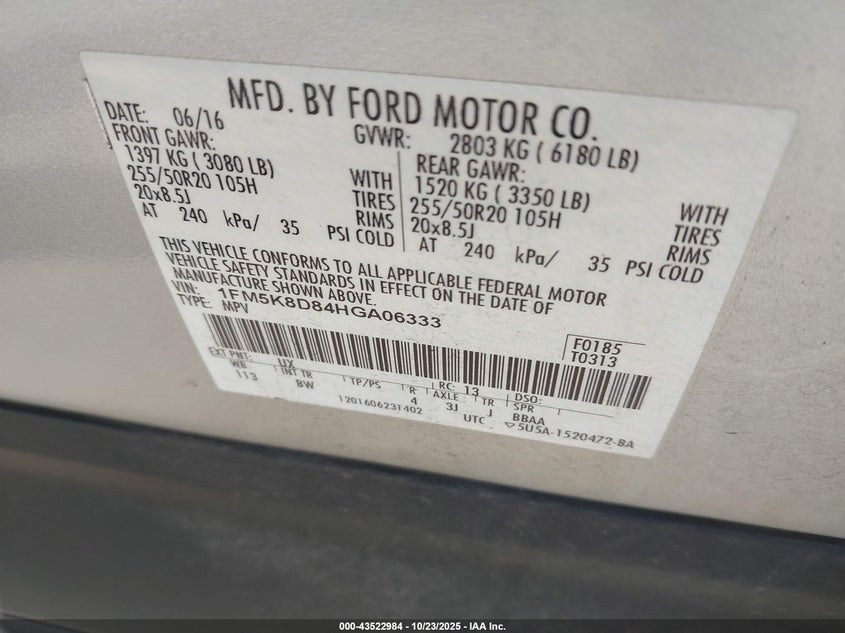 MFD. BY FORD MOTOR CO.
DATE: 06/16 GVWR: 2803 KG ( 6180 LB)
FRONT GAWR: REAR GAWR:
1397 KG ( 3080 LB) WITH 1520 KG ( 3350 LB) WITH
255/50R20 105H TIRES 255/50R20 105H TIRES
20x8.5J RIMS 20x8.5J RIMS
AT 240 kPa/ 35 PSI COLD AT 240 kPa/ 35 PSI COLD
THIS VEHICLE CONFORMS TO ALL APPLICABLE FEDERAL MOTOR
VEHICLE SAFETY STANDARDS IN EFFECT ON THE DATE OF
MANUFACTURE SHOWN ABOVE.
VIN: 1FM5K8D84HGA06333
TYPE: MPV
F0185
T0313
EXT PNT: UX RC: 13 DSO:
WB INT TR TP/PS R AXLE TR SPR
113 BW 4 3J J BBAA
1201606231402 UTC ▽5U5A-1520472-BA
000-43522984 - 10/23/2025 - IAA Inc.